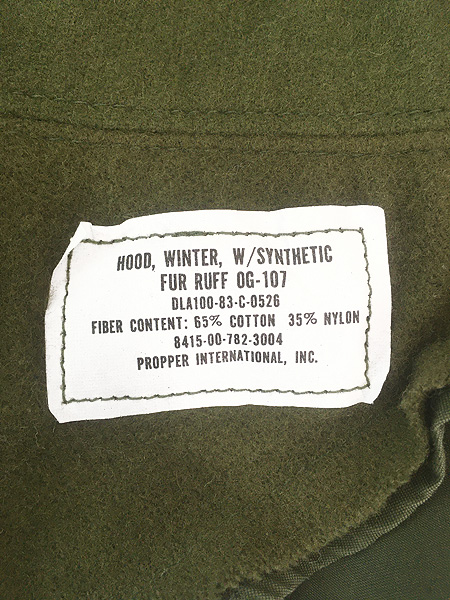 HOOD, WINTER, W/SYNTHETIC
FUR RUFF OG-107
DLA100-83-C-0526
FIBER CONTENT: 65% COTTON 35% NYLON
8415-00-782-3004
PROPPER INTERNATIONAL, INC.